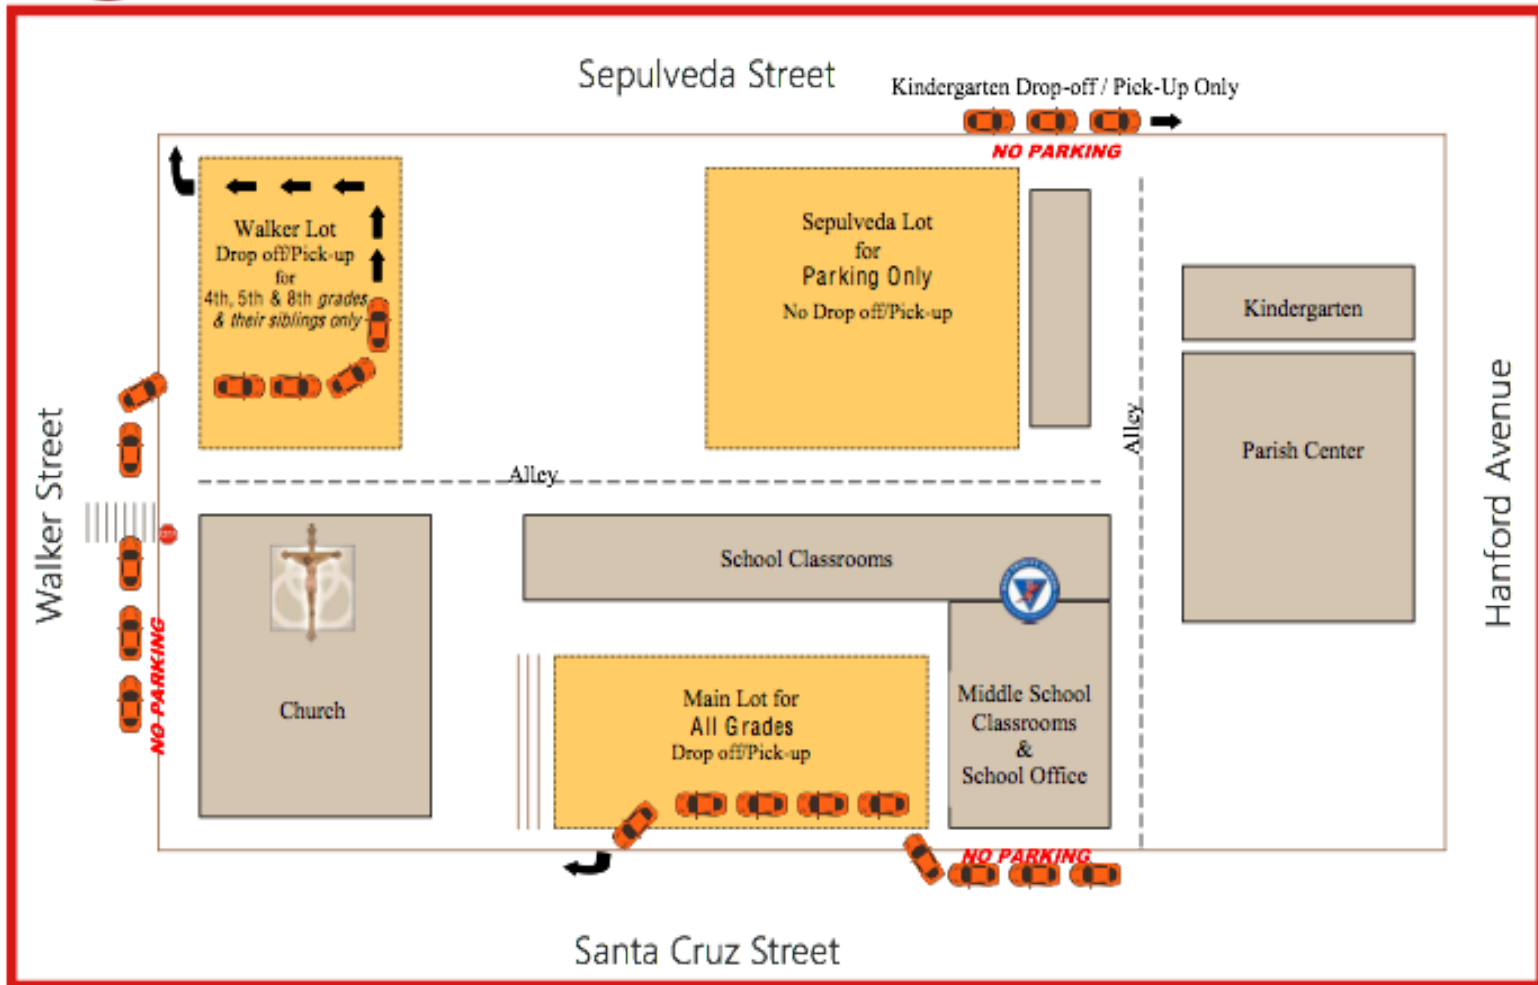 Sepulveda Street
Kindergarten Drop-off / Pick-Up Only
NO PARKING
Walker Lot
Drop off/Pick-up
for
4th, 5th & 8th grades
& their siblings only
Sepulveda Lot
for
Parking Only
No Drop off/Pick-up
Kindergarten
Parish Center
Alley
Alley
Walker Street
Hanford Avenue
School Classrooms
Church
NO PARKING
Main Lot for
All Grades
Drop off/Pick-up
Middle School
Classrooms
&
School Office
NO PARKING
Santa Cruz Street